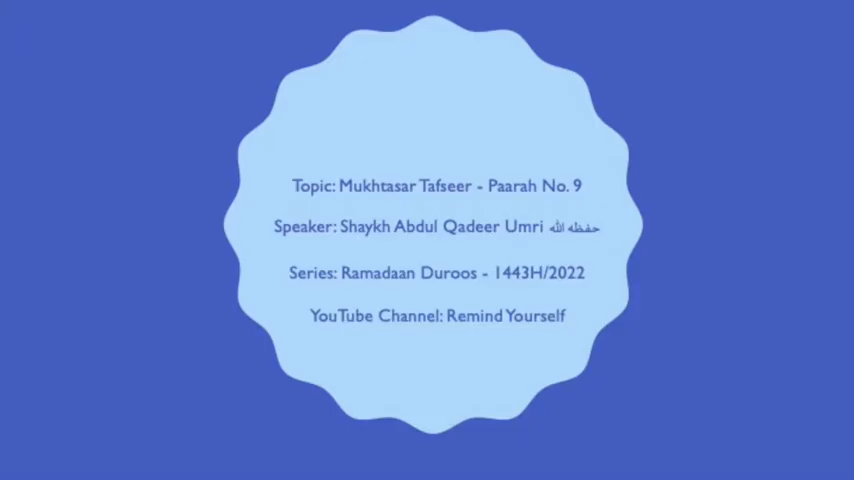 Topic: Mukhtasar Tafseer - Paarah No. 9
Speaker: Shaykh Abdul Qadeer Umri حفظه الله
Series: Ramadaan Duroos - 1443H/2022
YouTube Channel: Remind Yourself